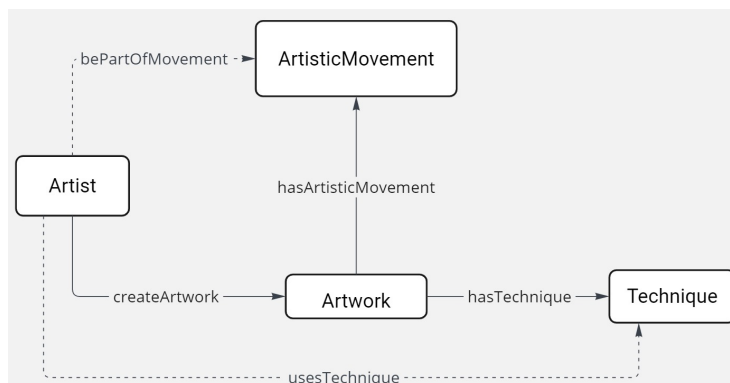 ArtisticMovement
bePartOfMovement
Artist
hasArtisticMovement
createArtwork
Artwork
hasTechnique
Technique
usesTechnique